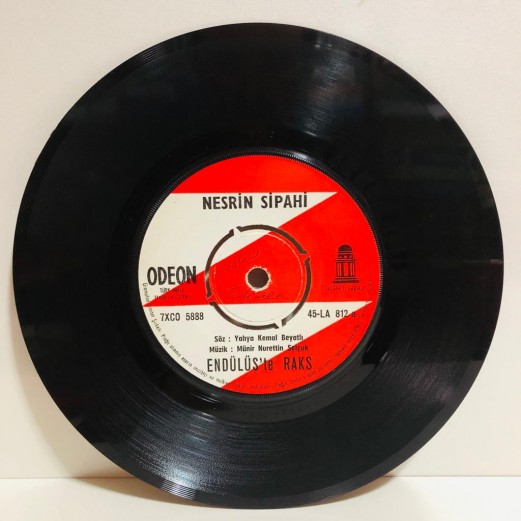 NESRİN SİPAHİ
ODEON
7XCO 5888
45-LA 812
Söz : Yahya Kemal Beyatlı
Müzik : Münir Nurettin Selçuk
ENDÜLÜS'te RAKS